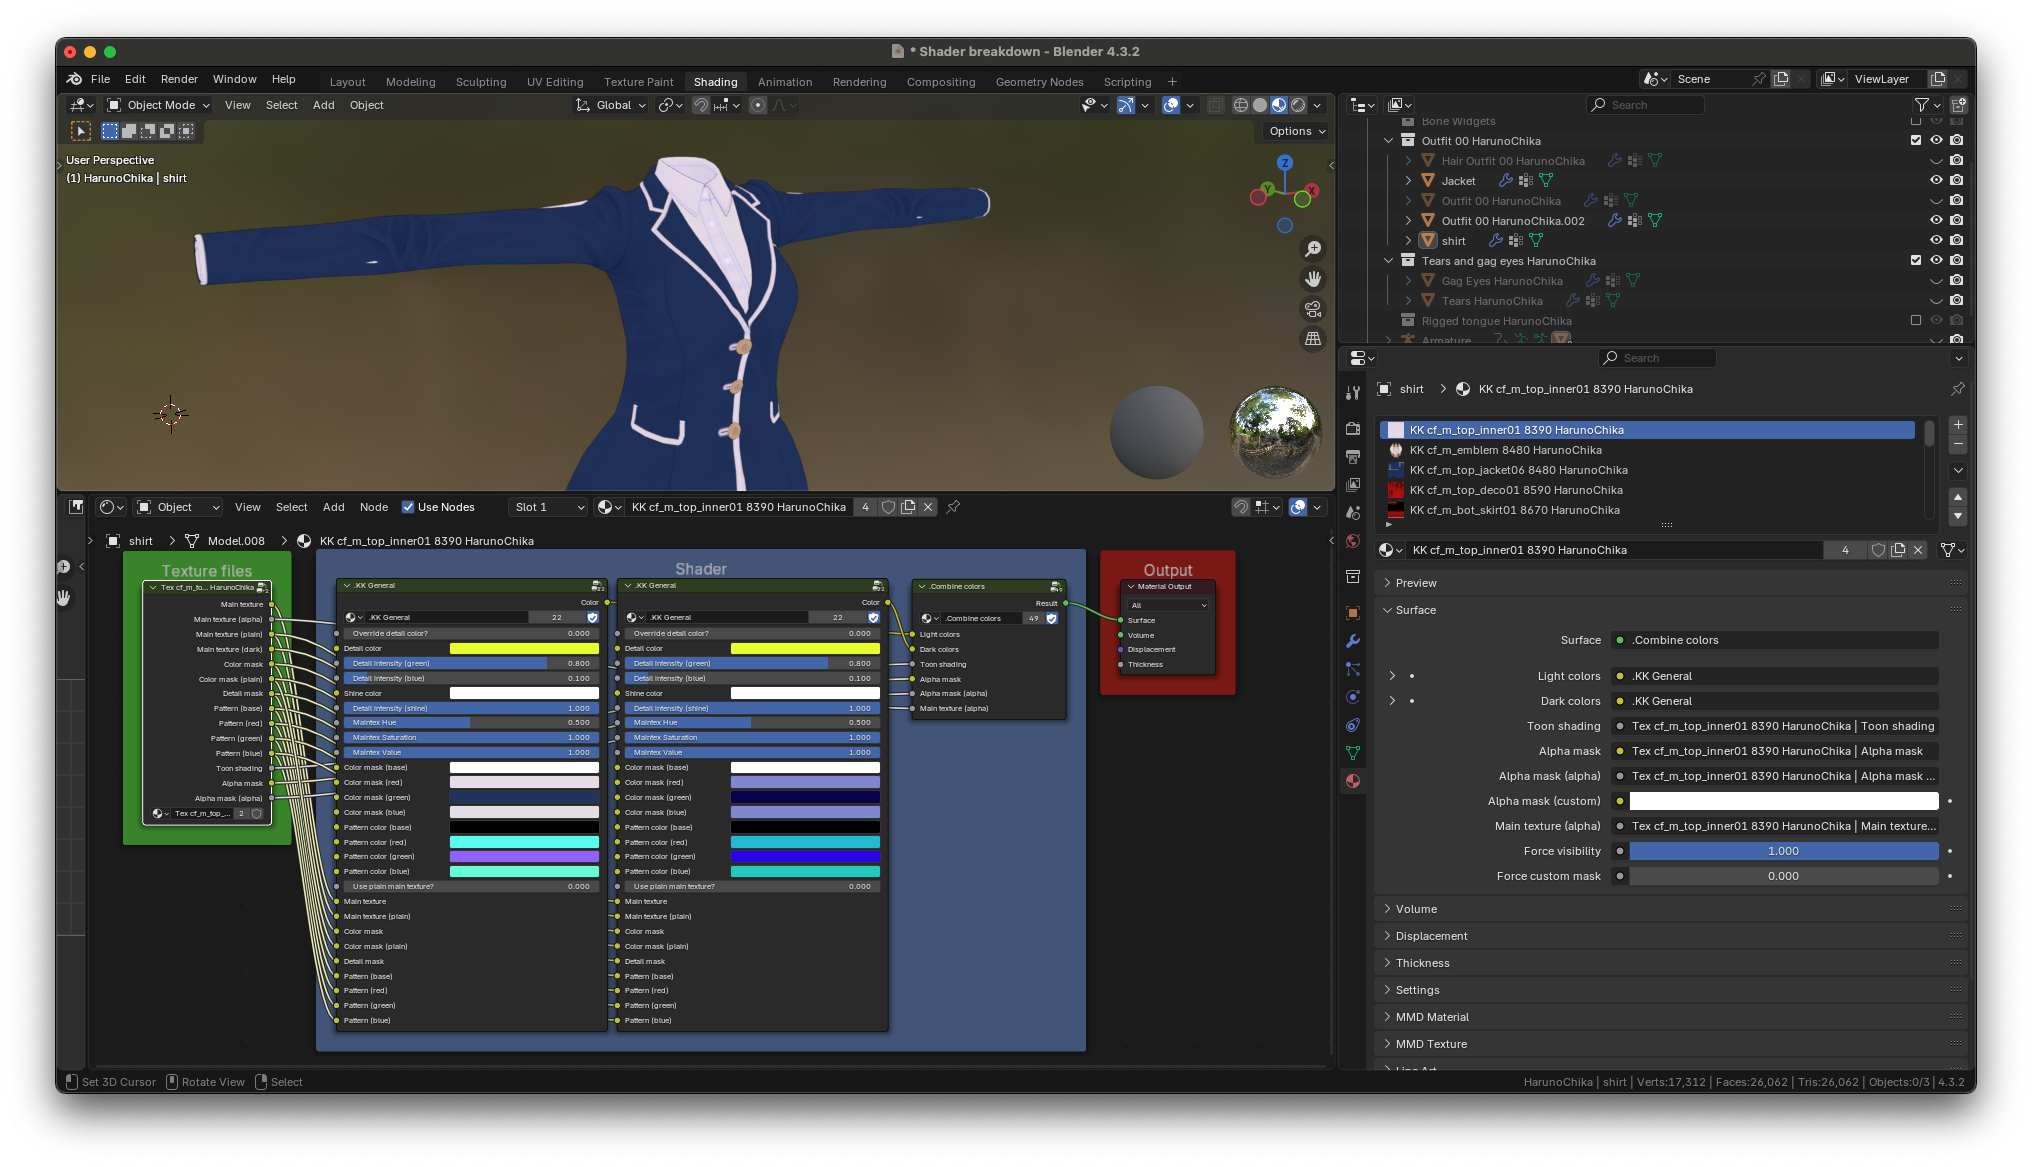 * Shader breakdown - Blender 4.3.2
File Edit Render Window Help Layout Modeling Sculpting UV Editing Texture Paint Shading Animation Rendering Compositing Geometry Nodes Scripting + Scene ViewLayer
Object Mode View Select Add Object Global
Options
User Perspective
(1) HarunoChika | shirt
Z
Y
X
Search
Bone Widgets
Outfit 00 HarunoChika
Hair Outfit 00 HarunoChika
Jacket
Outfit 00 HarunoChika
Outfit 00 HarunoChika.002
shirt
Tears and gag eyes HarunoChika
Gag Eyes HarunoChika
Tears HarunoChika
Rigged tongue HarunoChika
Armature
Object View Select Add Node Use Nodes Slot 1 KK cf_m_top_inner01 8390 HarunoChika 4
shirt > Model.008 > KK cf_m_top_inner01 8390 HarunoChika
Texture files
Tex cf_m_to... HarunoChika
Main texture
Main texture (alpha)
Main texture (plain)
Main texture (dark)
Color mask
Color mask (plain)
Detail mask
Pattern (base)
Pattern (red)
Pattern (green)
Pattern (blue)
Toon shading
Alpha mask
Alpha mask (alpha)
Tex cf_m_top_... 2
Shader
.KK General
Color
.KK General 22
Override detail color? 0.000
Detail color
Detail intensity (green) 0.800
Detail intensity (blue) 0.100
Shine color
Detail intensity (shine) 1.000
Maintex Hue 0.500
Maintex Saturation 1.000
Maintex Value 1.000
Color mask (base)
Color mask (red)
Color mask (green)
Color mask (blue)
Pattern color (base)
Pattern color (red)
Pattern color (green)
Pattern color (blue)
Use plain main texture? 0.000
Main texture
Main texture (plain)
Color mask
Color mask (plain)
Detail mask
Pattern (base)
Pattern (red)
Pattern (green)
Pattern (blue)
.KK General
Color
.KK General 22
Override detail color? 0.000
Detail color
Detail intensity (green) 0.800
Detail intensity (blue) 0.100
Shine color
Detail intensity (shine) 1.000
Maintex Hue 0.500
Maintex Saturation 1.000
Maintex Value 1.000
Color mask (base)
Color mask (red)
Color mask (green)
Color mask (blue)
Pattern color (base)
Pattern color (red)
Pattern color (green)
Pattern color (blue)
Use plain main texture? 0.000
Main texture
Main texture (plain)
Color mask
Color mask (plain)
Detail mask
Pattern (base)
Pattern (red)
Pattern (green)
Pattern (blue)
.Combine colors
Result
.Combine colors 49
Light colors
Dark colors
Toon shading
Alpha mask
Alpha mask (alpha)
Main texture (alpha)
Output
Material Output
All
Surface
Volume
Displacement
Thickness
Search
shirt > KK cf_m_top_inner01 8390 HarunoChika
KK cf_m_top_inner01 8390 HarunoChika
KK cf_m_emblem 8480 HarunoChika
KK cf_m_top_jacket06 8480 HarunoChika
KK cf_m_top_deco01 8590 HarunoChika
KK cf_m_bot_skirt01 8670 HarunoChika
KK cf_m_top_inner01 8390 HarunoChika 4
Preview
Surface
Surface .Combine colors
Light colors .KK General
Dark colors .KK General
Toon shading Tex cf_m_top_inner01 8390 HarunoChika | Toon shading
Alpha mask Tex cf_m_top_inner01 8390 HarunoChika | Alpha mask
Alpha mask (alpha) Tex cf_m_top_inner01 8390 HarunoChika | Alpha mask ...
Alpha mask (custom)
Main texture (alpha) Tex cf_m_top_inner01 8390 HarunoChika | Main texture...
Force visibility 1.000
Force custom mask 0.000
Volume
Displacement
Thickness
Settings
MMD Material
MMD Texture
Line Art
Set 3D Cursor Rotate View Select HarunoChika | shirt | Verts:17,312 | Faces:26,062 | Tris:26,062 | Objects:0/3 | 4.3.2